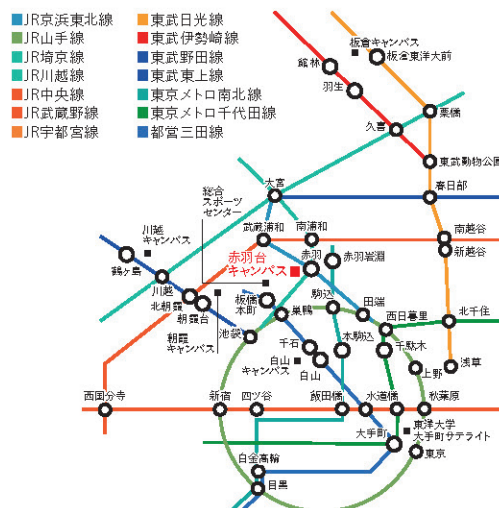 JR京浜東北線
JR山手線
JR埼京線
JR川越線
JR中央線
JR武蔵野線
JR宇都宮線
東武日光線
東武伊勢崎線
東武野田線
東武東上線
東京メトロ南北線
東京メトロ千代田線
都営三田線
板倉キャンパス
板倉東洋大前
館林
羽生
栗橋
久喜
東武動物公園
大宮
春日部
総合
スポーツ
センター
武蔵浦和
南浦和
南越谷
新越谷
川越
キャンパス
鶴ヶ島
赤羽台
キャンパス
赤羽
赤羽岩淵
川越
北朝霞
朝霞台
朝霞
キャンパス
板橋
本町
巣鴨
駒込
田端
西日暮里
北千住
池袋
千石
本駒込
千駄木
白山
キャンパス
白山
上野
浅草
西国分寺
新宿
四ツ谷
飯田橋
水道橋
秋葉原
大手町
東洋大学
大手町サテライト
東京
白金高輪
目黒